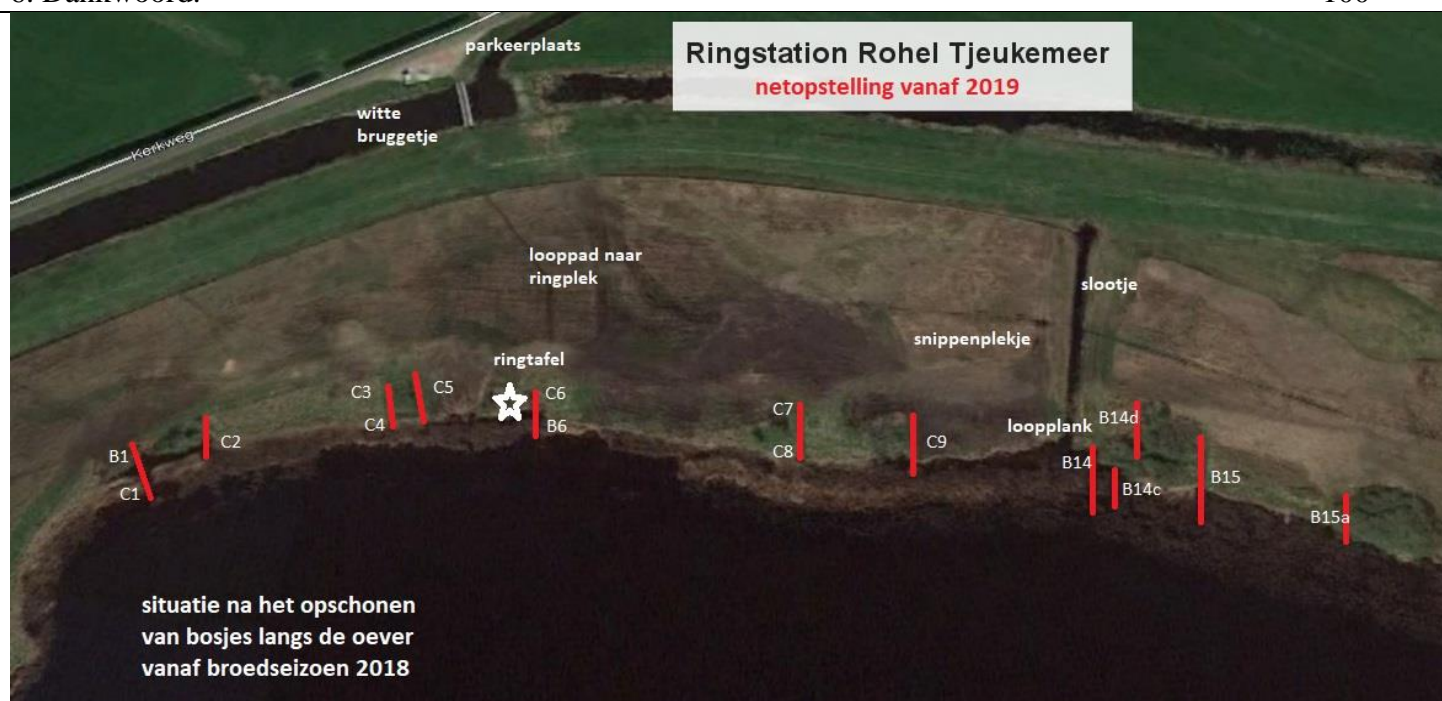 parkeerplaats
Ringstation Rohel Tjeukemeer
netopstelling vanaf 2019
witte
bruggetje
Kerkweg
looppad naar
ringplek
slootje
snippenplekje
ringtafel
C3
C5
C6
C4
B6
C7
C8
C9
loopplank
B14d
B14
B14c
B15
B15a
C2
B1
C1
situatie na het opschonen
van bosjes langs de oever
vanaf broedseizoen 2018